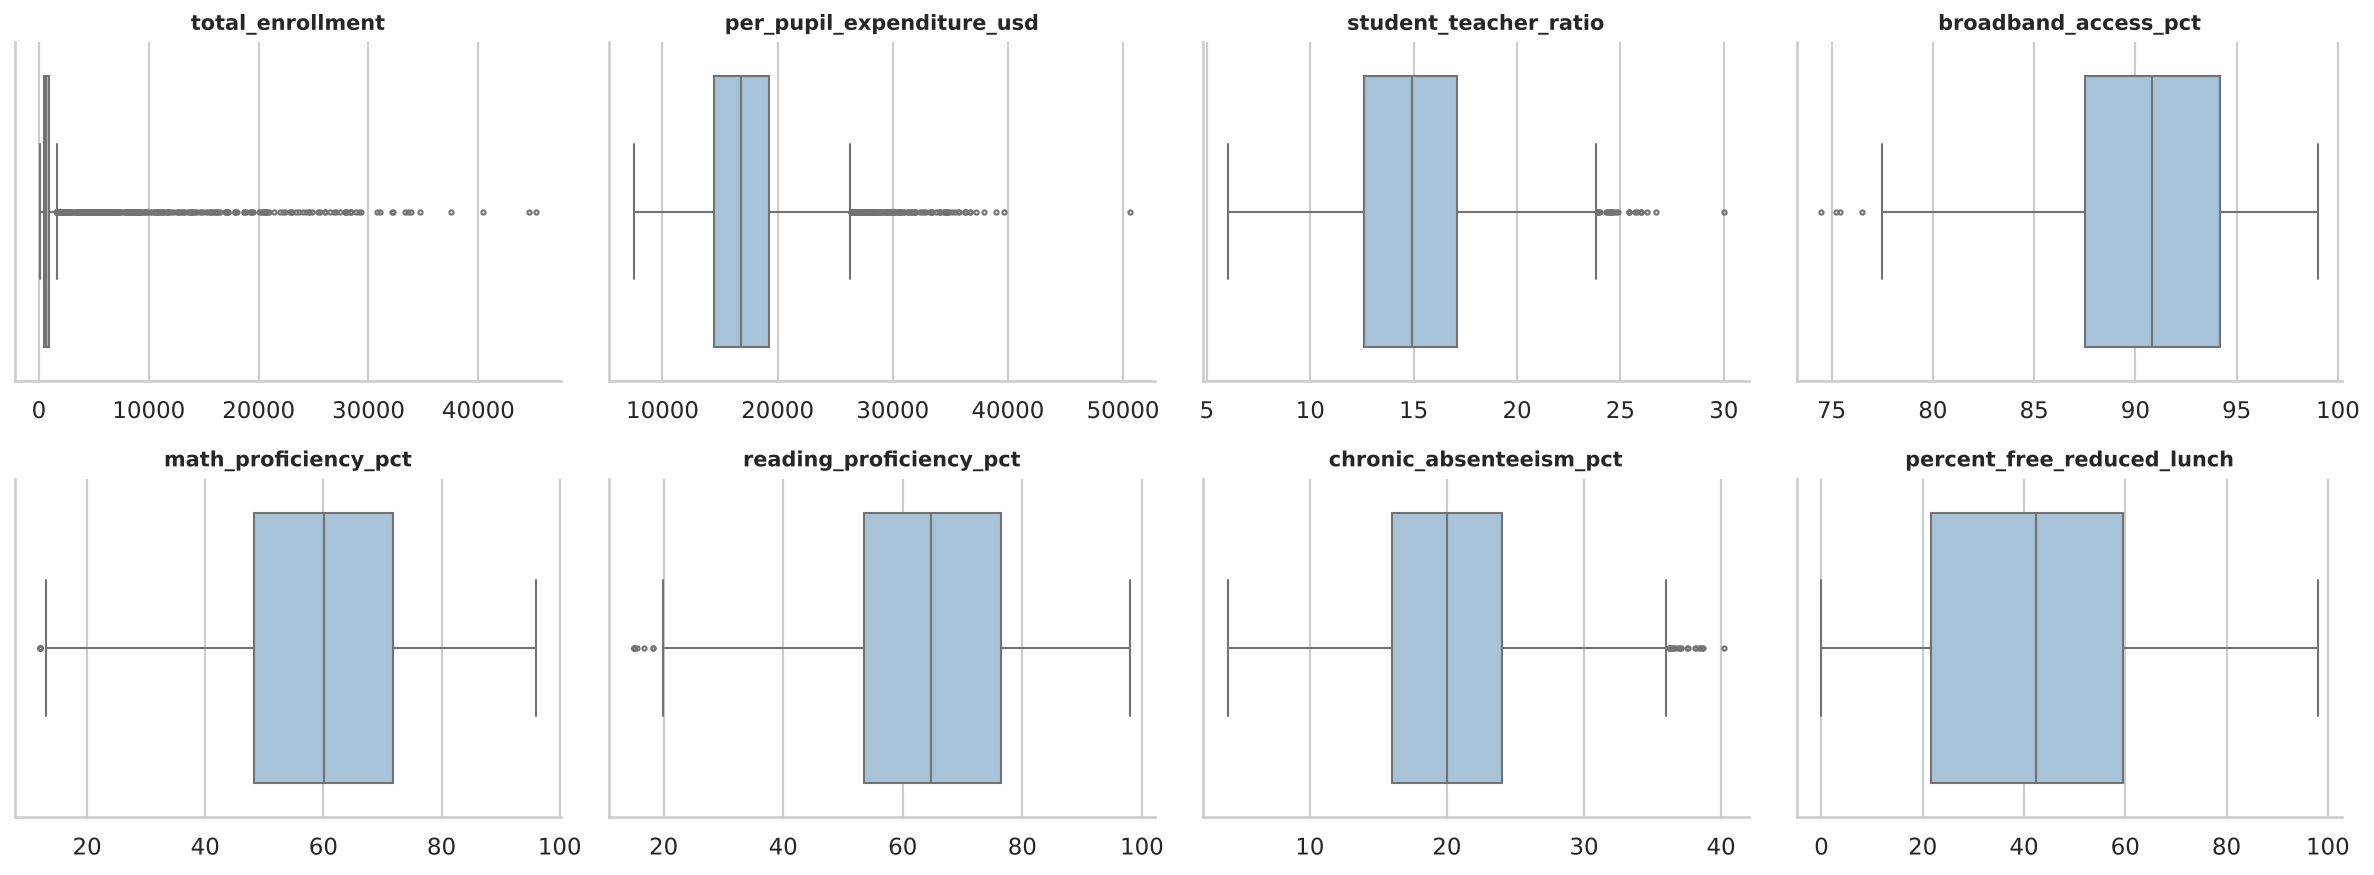 total_enrollment per_pupil_expenditure_usd student_teacher_ratio broadband_access_pct
0 10000 20000 30000 40000 10000 20000 30000 40000 50000 5 10 15 20 25 30 75 80 85 90 95 100
math_proficiency_pct reading_proficiency_pct chronic_absenteeism_pct percent_free_reduced_lunch
20 40 60 80 100 20 40 60 80 100 10 20 30 40 0 20 40 60 80 100